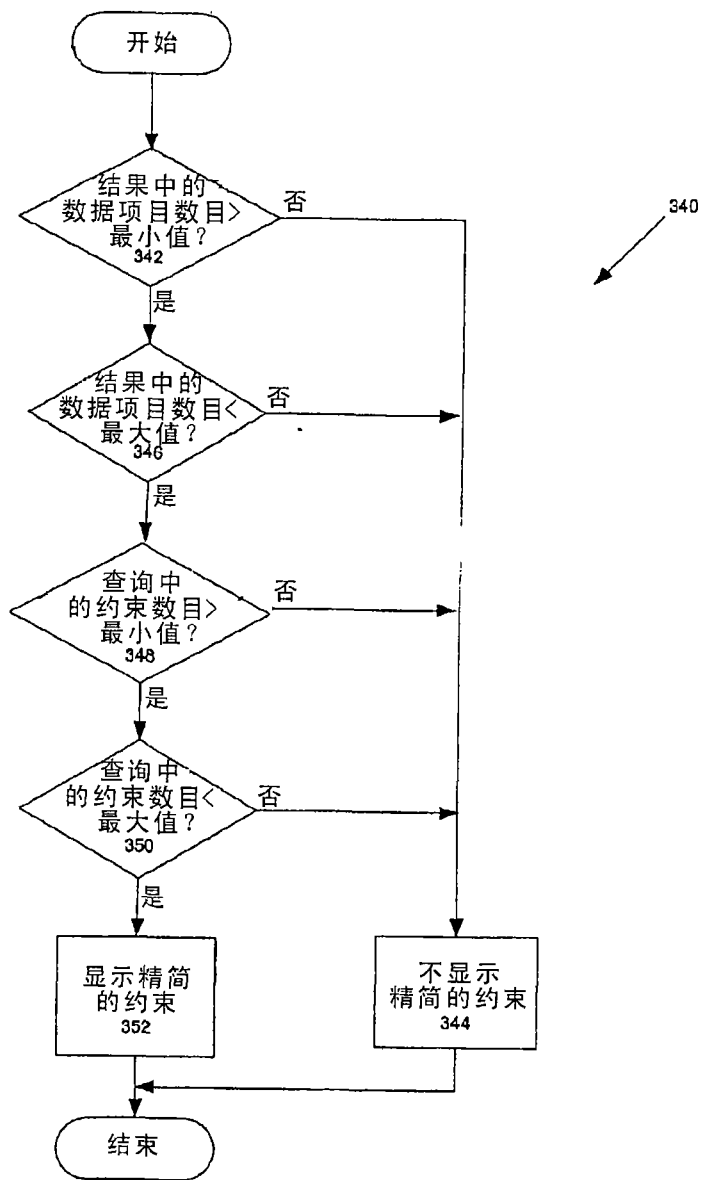 开始
结果中的
数据项目数目>
最小值?
342
否
340
是
结果中的
数据项目数目<
最大值?
346
否
是
查询中
的约束数目>
最小值?
348
否
是
查询中
的约束数目<
最大值?
350
否
是
显示精简
的约束
352
不显示
精简的约束
344
结束